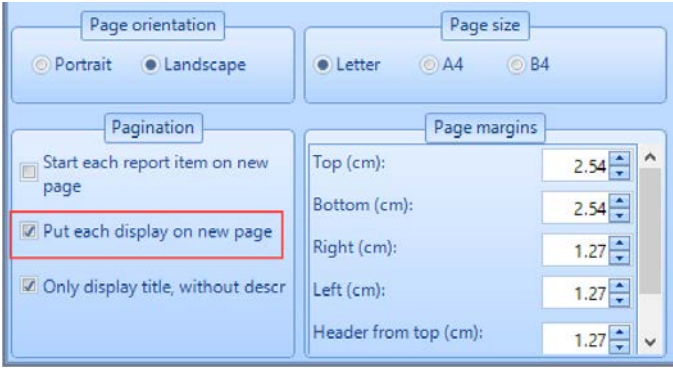 Page orientation
Page size
Portrait Landscape
Letter A4 B4
Pagination
Page margins
Start each report item on new
page
Put each display on new page
Only display title, without descr
Top (cm): 2.54
Bottom (cm): 2.54
Right (cm): 1.27
Left (cm): 1.27
Header from top (cm): 1.27